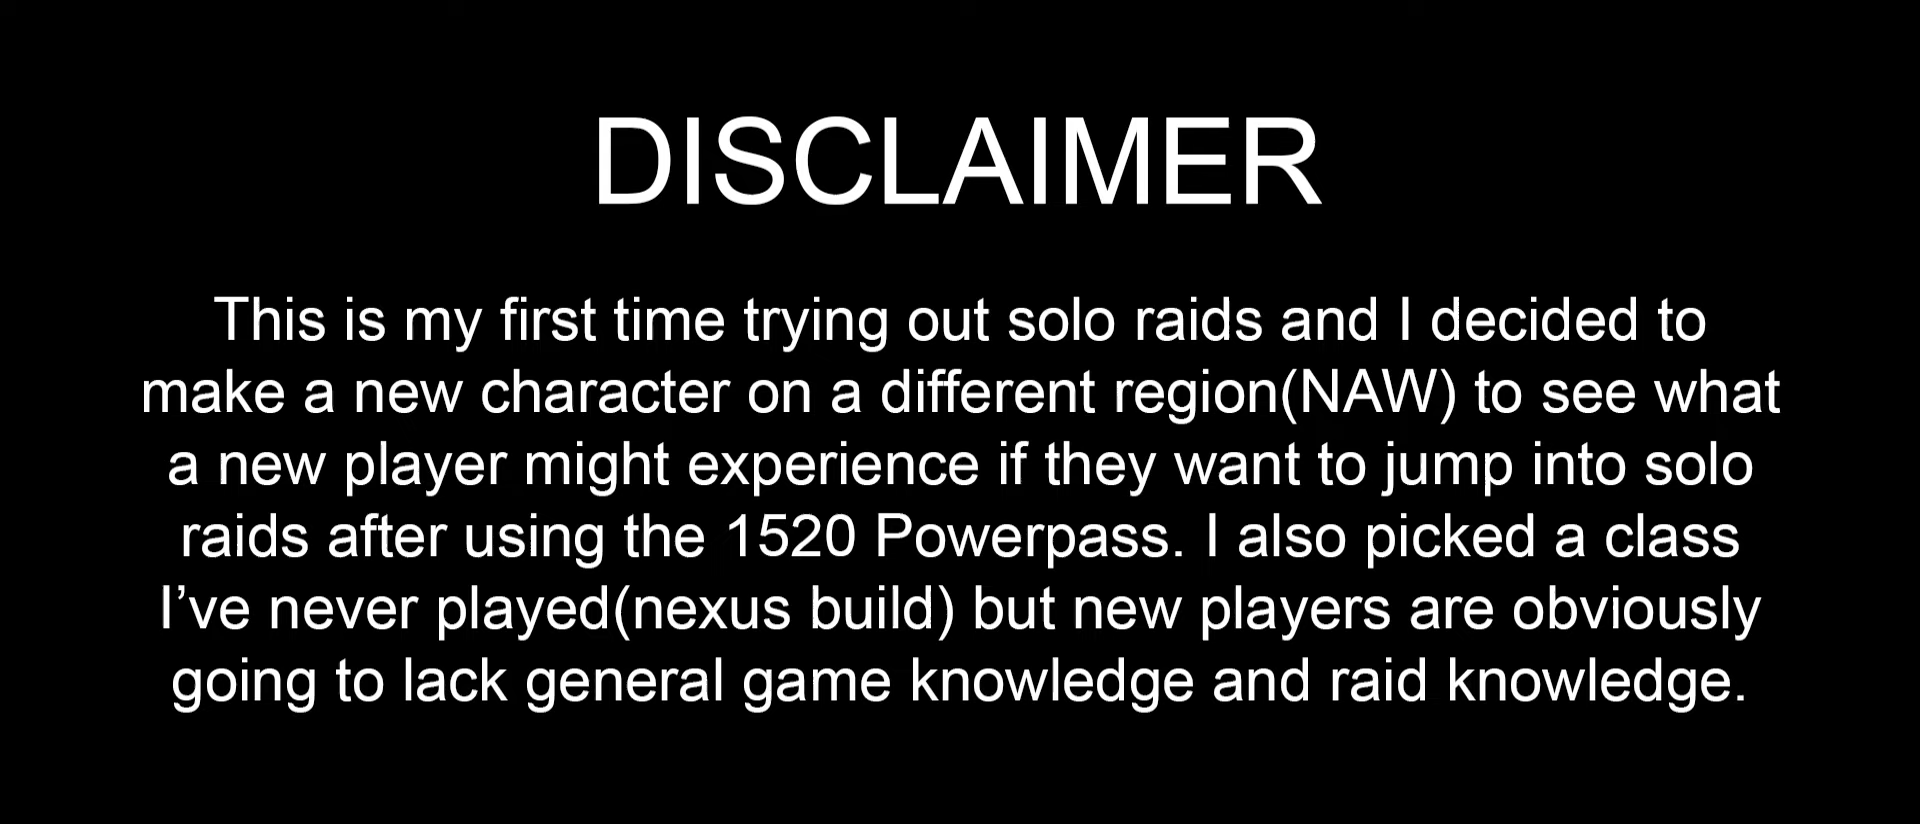 DISCLAIMER
This is my first time trying out solo raids and I decided to
make a new character on a different region(NAW) to see what
a new player might experience if they want to jump into solo
raids after using the 1520 Powerpass. I also picked a class
I’ve never played(nexus build) but new players are obviously
going to lack general game knowledge and raid knowledge.